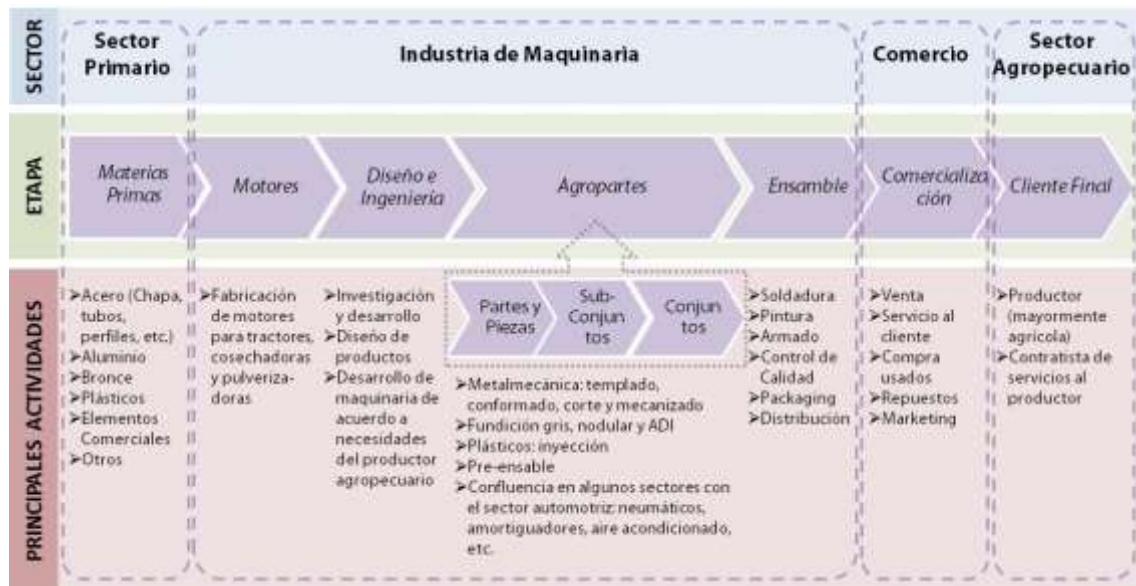 SECTOR
Sector
Primario
Industria de Maquinaria
Comercio
Sector
Agropecuario
ETAPA
Materias
Primas
Motores
Diseño e
Ingeniería
Agropartes
Ensamble
Comercializa
ción
Cliente Final
PRINCIPALES ACTIVIDADES
➢Acero (Chapa,
tubos,
perfiles, etc.)
➢Aluminio
➢Bronce
➢Plásticos
➢Elementos
Comerciales
➢Otros
➢Fabricación
de motores
para tractores,
cosechadoras
y pulveriza-
doras
➢Investigación
y desarrollo
➢Diseño de
productos
➢Desarrollo de
maquinaria de
acuerdo a
necesidades
del productor
agropecuario
Partes y
Piezas
Sub-
Conjun
tos
Conjun
tos
➢Metalmecánica: templado,
conformado, corte y mecanizado
➢Fundición gris, nodular y ADI
➢Plásticos: inyección
➢Pre-ensable
➢Confluencia en algunos sectores con
el sector automotriz: neumáticos,
amortiguadores, aire acondicionado,
etc.
➢Soldadura
➢Pintura
➢Armado
➢Control de
Calidad
➢Packaging
➢Distribución
➢Venta
➢Servicio al
cliente
➢Compra
usados
➢Repuestos
➢Marketing
➢Productor
(mayormente
agrícola)
➢Contratista de
servicios al
productor